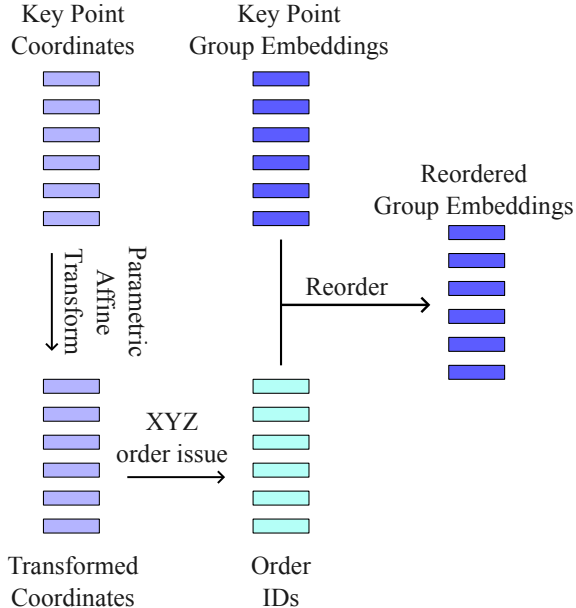 Key Point
Coordinates
Key Point
Group Embeddings
Reordered
Group Embeddings
Parametric
Affine
Transform
Reorder
XYZ
order issue
Transformed
Coordinates
Order
IDs